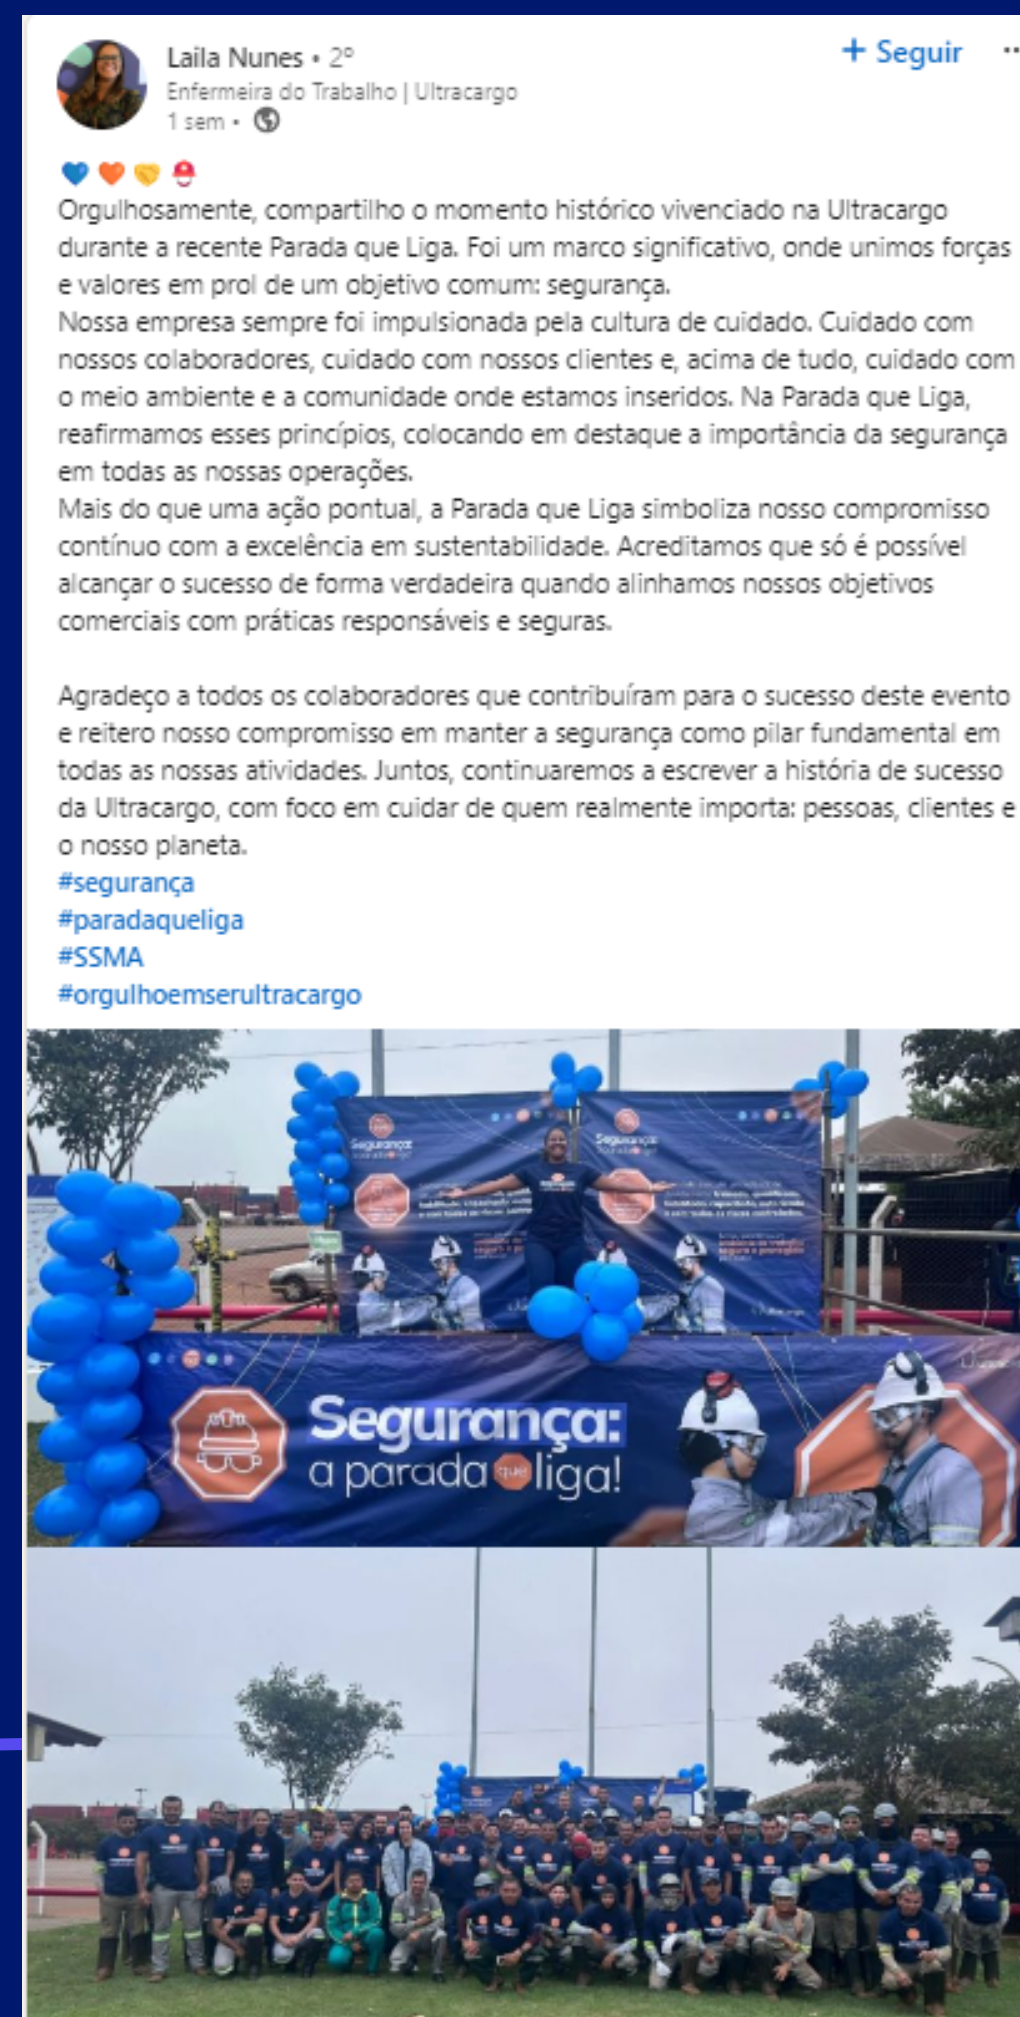 Laíla Nunes • 2º
+ Seguir
Enfermeira do Trabalho | Ultracargo
1 sem •
Orgulhosamente, compartilho o momento histórico vivenciado na Ultracargo
durante a recente Parada que Liga. Foi um marco significativo, onde unimos forças
e valores em prol de um objetivo comum: segurança.
Nossa empresa sempre foi impulsionada pela cultura de cuidado. Cuidado com
nossos colaboradores, cuidado com nossos clientes e, acima de tudo, cuidado com
o meio ambiente e a comunidade onde estamos inseridos. Na Parada que Liga,
reafirmamos esses princípios, colocando em destaque a importância da segurança
em todas as nossas operações.
Mais do que uma ação pontual, a Parada que Liga simboliza nosso compromisso
contínuo com a excelência em sustentabilidade. Acreditamos que só é possível
alcançar o sucesso de forma verdadeira quando alinhamos nossos objetivos
comerciais com práticas responsáveis e seguras.
Agradeço a todos os colaboradores que contribuíram para o sucesso deste evento
e reitero nosso compromisso em manter a segurança como pilar fundamental em
todas as nossas atividades. Juntos, continuaremos a escrever a história de sucesso
da Ultracargo, com foco em cuidar de quem realmente importa: pessoas, clientes e
o nosso planeta.
#segurança
#paradaqueliga
#SSMA
#orgulhoemserultracargo
Segurança:
Segurança:
Segurança:
a parada que liga!